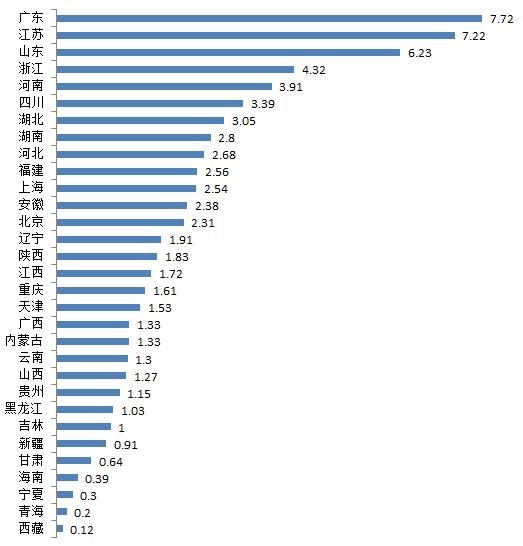 广东 7.72
江苏 7.22
山东 6.23
浙江 4.32
河南 3.91
四川 3.39
湖北 3.05
湖南 2.8
河北 2.68
福建 2.56
上海 2.54
安徽 2.38
北京 2.31
辽宁 1.91
陕西 1.83
江西 1.72
重庆 1.61
天津 1.53
广西 1.33
内蒙古 1.33
云南 1.3
山西 1.27
贵州 1.15
黑龙江 1.03
吉林 1
新疆 0.91
甘肃 0.64
海南 0.39
宁夏 0.3
青海 0.2
西藏 0.12